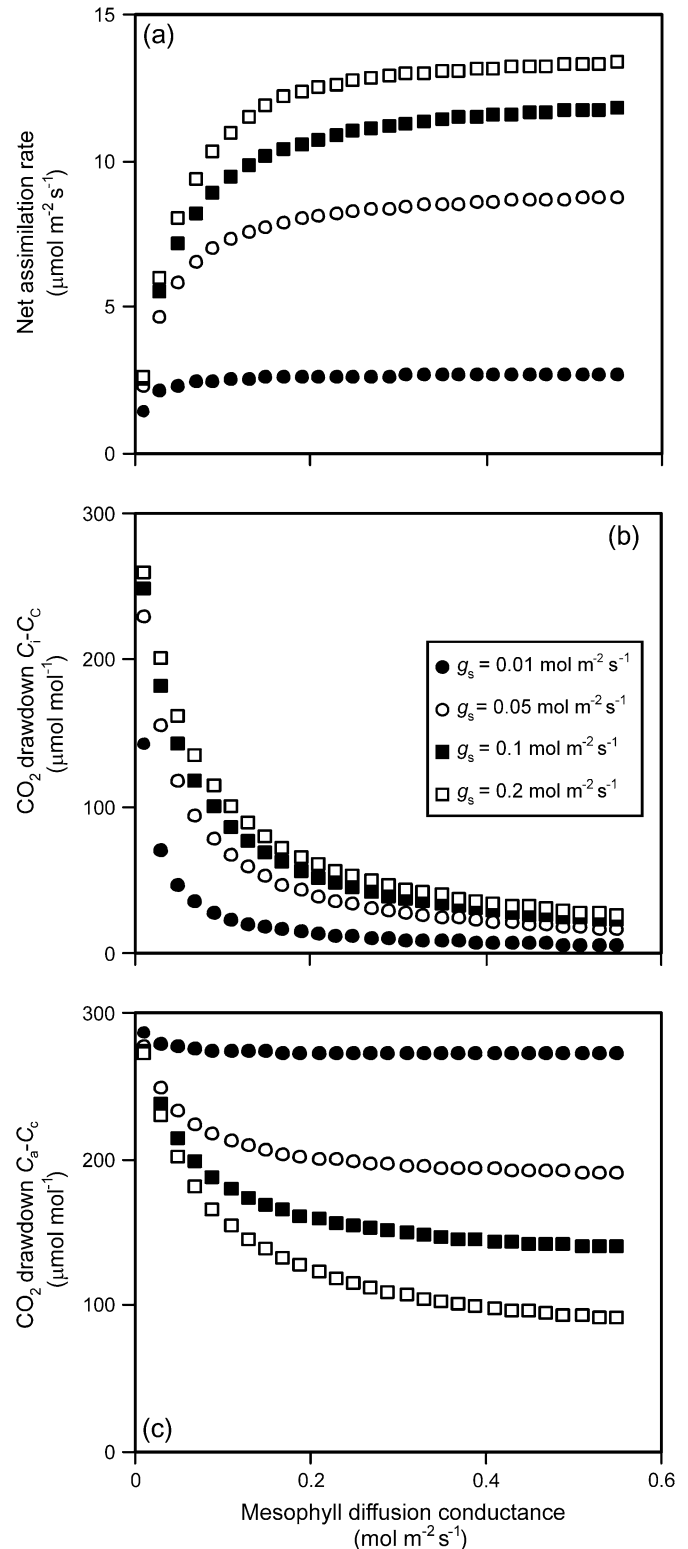 (a)
15
10
5
0
Net assimilation rate
(μmol m⁻² s⁻¹)
(b)
300
200
100
0
CO₂ drawdown Cᵢ-C_C
(μmol mol⁻¹)
gₛ = 0.01 mol m⁻² s⁻¹
gₛ = 0.05 mol m⁻² s⁻¹
gₛ = 0.1 mol m⁻² s⁻¹
gₛ = 0.2 mol m⁻² s⁻¹
300
200
100
0
CO₂ drawdown Cₐ-C_c
(μmol mol⁻¹)
(c)
0 0.2 0.4 0.6
Mesophyll diffusion conductance
(mol m⁻² s⁻¹)